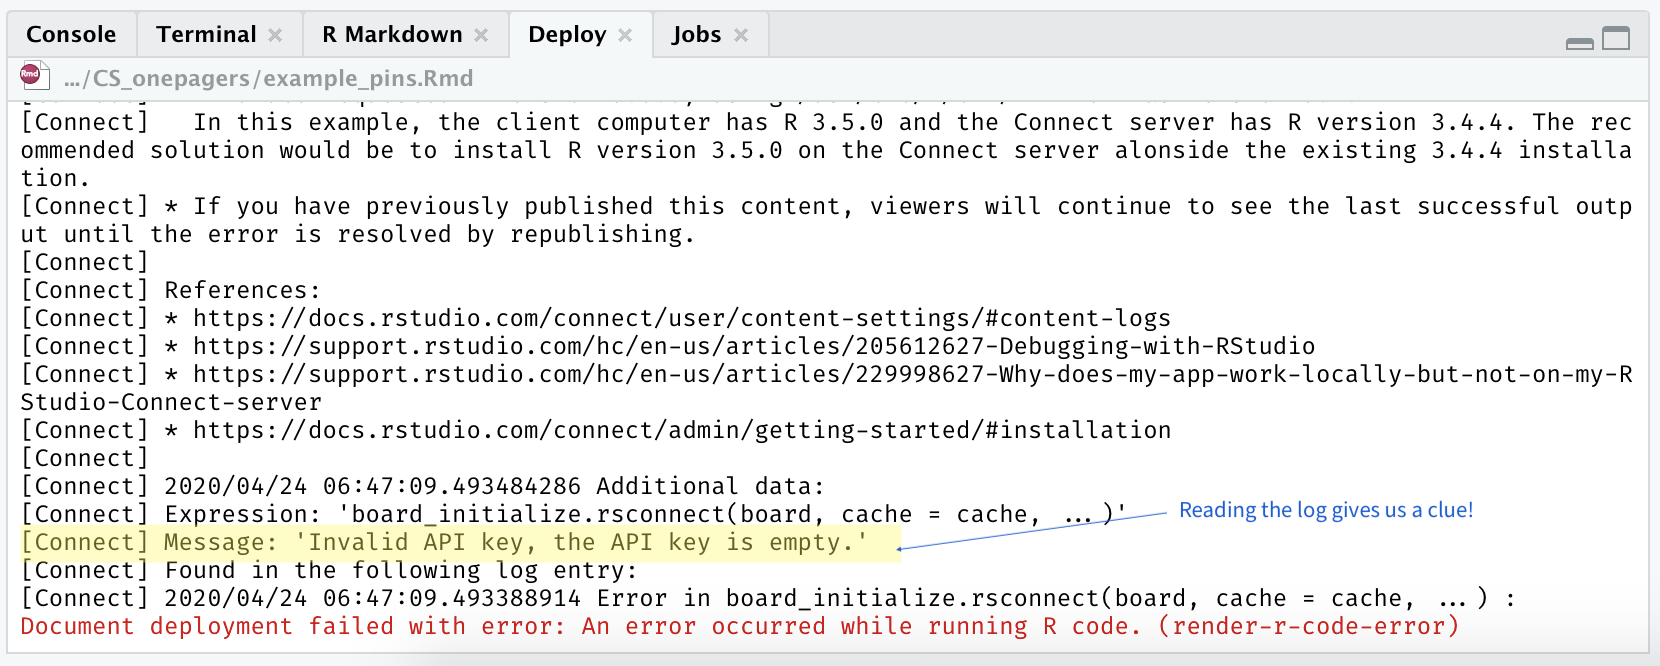 Console Terminal × R Markdown × Deploy × Jobs ×
Rmd .../CS_onepagers/example_pins.Rmd
[Connect]   In this example, the client computer has R 3.5.0 and the Connect server has R version 3.4.4. The rec
ommended solution would be to install R version 3.5.0 on the Connect server alonside the existing 3.4.4 installa
tion.
[Connect] * If you have previously published this content, viewers will continue to see the last successful outp
ut until the error is resolved by republishing.
[Connect]
[Connect] References:
[Connect] * https://docs.rstudio.com/connect/user/content-settings/#content-logs
[Connect] * https://support.rstudio.com/hc/en-us/articles/205612627-Debugging-with-RStudio
[Connect] * https://support.rstudio.com/hc/en-us/articles/229998627-Why-does-my-app-work-locally-but-not-on-my-R
Studio-Connect-server
[Connect] * https://docs.rstudio.com/connect/admin/getting-started/#installation
[Connect]
[Connect] 2020/04/24 06:47:09.493484286 Additional data:
[Connect] Expression: 'board_initialize.rsconnect(board, cache = cache, ...)'
Reading the log gives us a clue!
[Connect] Message: 'Invalid API key, the API key is empty.'
[Connect] Found in the following log entry:
[Connect] 2020/04/24 06:47:09.493388914 Error in board_initialize.rsconnect(board, cache = cache, ...) :
Document deployment failed with error: An error occurred while running R code. (render-r-code-error)